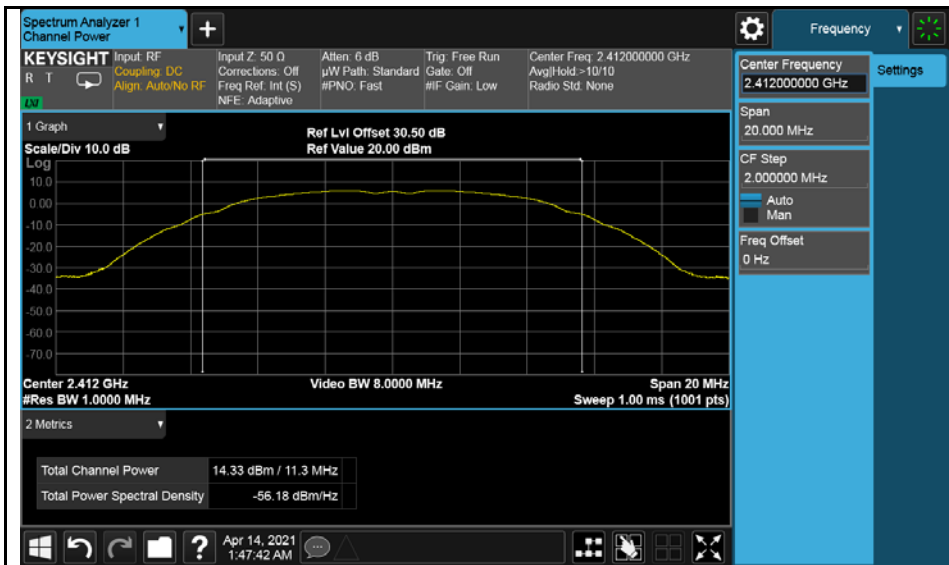 Spectrum Analyzer 1
Channel Power
+
Frequency
KEYSIGHT
R T
LXI
Input: RF
Coupling: DC
Align: Auto/No RF
Input Z: 50 Ω
Corrections: Off
Freq Ref: Int (S)
NFE: Adaptive
Atten: 6 dB
µW Path: Standard
#PNO: Fast
Trig: Free Run
Gate: Off
#IF Gain: Low
Center Freq: 2.412000000 GHz
Avg|Hold:>10/10
Radio Std: None
Center Frequency
2.412000000 GHz
Settings
Span
20.000 MHz
CF Step
2.000000 MHz
Auto
Man
Freq Offset
0 Hz
1 Graph
Scale/Div 10.0 dB
Ref Lvl Offset 30.50 dB
Ref Value 20.00 dBm
Log
10.0
0.00
-10.0
-20.0
-30.0
-40.0
-50.0
-60.0
-70.0
Center 2.412 GHz
#Res BW 1.0000 MHz
Video BW 8.0000 MHz
Span 20 MHz
Sweep 1.00 ms (1001 pts)
2 Metrics
Total Channel Power 14.33 dBm / 11.3 MHz
Total Power Spectral Density -56.18 dBm/Hz
?
Apr 14, 2021
1:47:42 AM